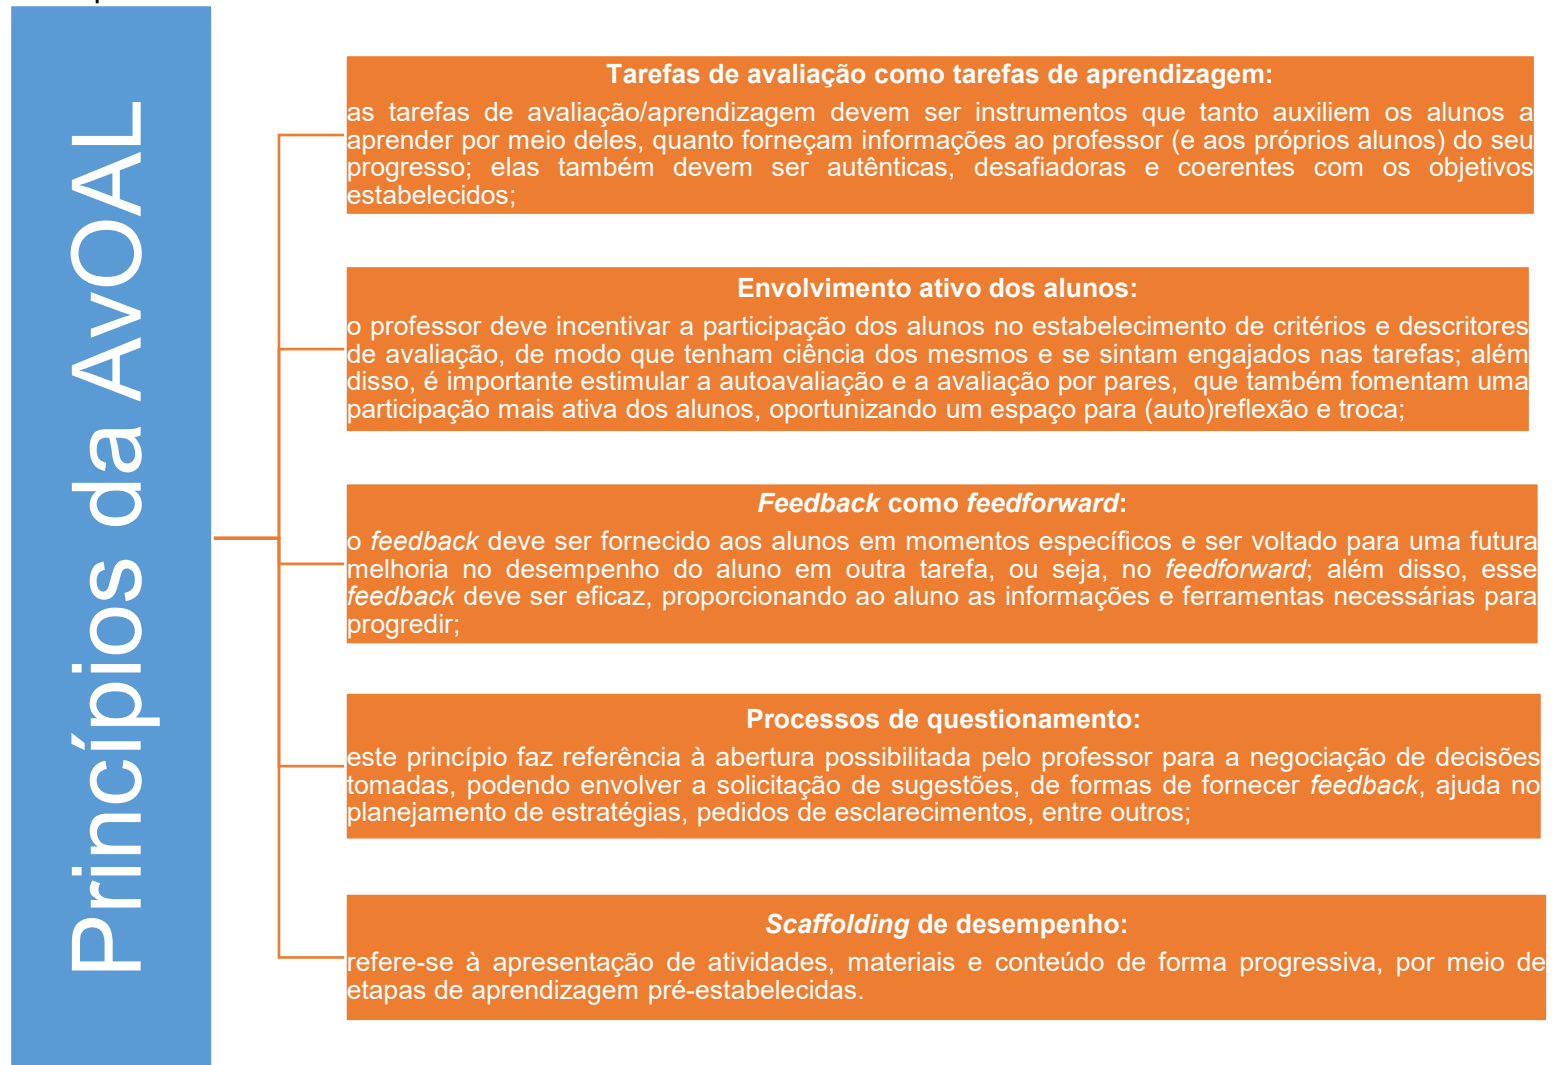 Princípios da AvOAL
Tarefas de avaliação como tarefas de aprendizagem:
as tarefas de avaliação/aprendizagem devem ser instrumentos que tanto auxiliem os alunos a
aprender por meio deles, quanto forneçam informações ao professor (e aos próprios alunos) do seu
progresso; elas também devem ser autênticas, desafiadoras e coerentes com os objetivos
estabelecidos;
Envolvimento ativo dos alunos:
o professor deve incentivar a participação dos alunos no estabelecimento de critérios e descritores
de avaliação, de modo que tenham ciência dos mesmos e se sintam engajados nas tarefas; além
disso, é importante estimular a autoavaliação e a avaliação por pares, que também fomentam uma
participação mais ativa dos alunos, oportunizando um espaço para (auto)reflexão e troca;
Feedback como feedforward:
o feedback deve ser fornecido aos alunos em momentos específicos e ser voltado para uma futura
melhoria no desempenho do aluno em outra tarefa, ou seja, no feedforward; além disso, esse
feedback deve ser eficaz, proporcionando ao aluno as informações e ferramentas necessárias para
progredir;
Processos de questionamento:
este princípio faz referência à abertura possibilitada pelo professor para a negociação de decisões
tomadas, podendo envolver a solicitação de sugestões, de formas de fornecer feedback, ajuda no
planejamento de estratégias, pedidos de esclarecimentos, entre outros;
Scaffolding de desempenho:
refere-se à apresentação de atividades, materiais e conteúdo de forma progressiva, por meio de
etapas de aprendizagem pré-estabelecidas.